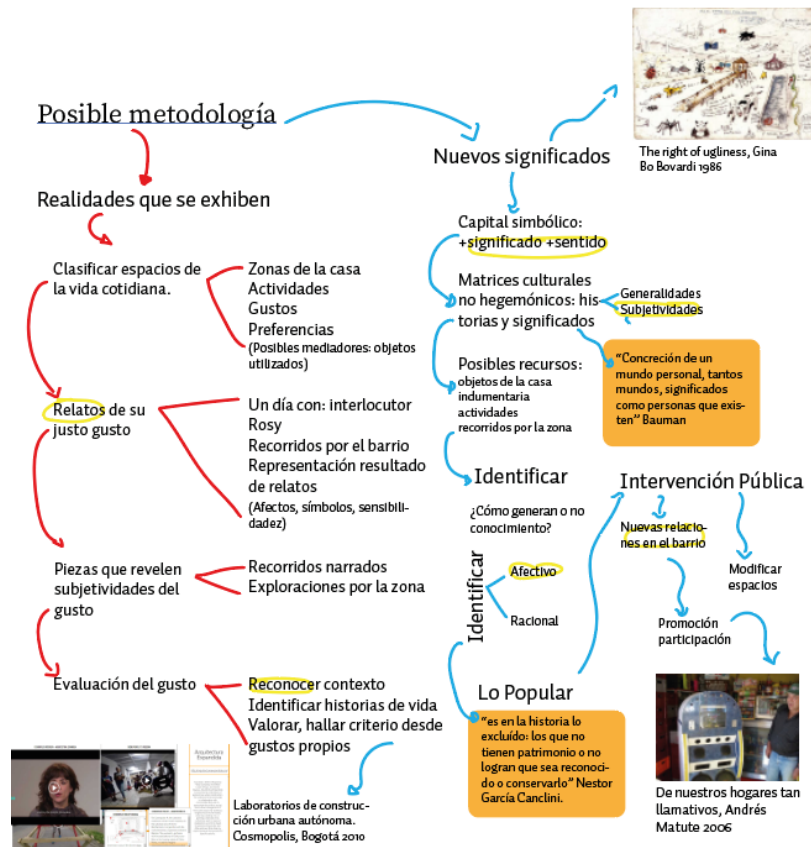 Posible metodología
Realidades que se exhiben
Clasificar espacios de
la vida cotidiana.
Zonas de la casa
Actividades
Gustos
Preferencias
(Posibles mediadores: objetos
utilizados)
Relatos de su
justo gusto
Un día con: interlocutor
Rosy
Recorridos por el barrio
Representación resultado
de relatos
(Afectos, símbolos, sensibili-
dadez)
Piezas que revelen
subjetividades del
gusto
Recorridos narrados
Exploraciones por la zona
Evaluación del gusto
Reconocer contexto
Identificar historias de vida
Valorar, hallar criterio desde
gustos propios
Arquitectura
Expandida
Laboratorios de construc-
ción urbana autónoma.
Cosmopolis, Bogotá 2010
Nuevos significados
The right of ugliness, Gina
Bo Bovardi 1986
Capital simbólico:
+significado +sentido
Matrices culturales
no hegemónicos: his-
torias y significados
Generalidades
Subjetividades
"Concreción de un
mundo personal, tantos
mundos, significados
como personas que exis-
ten" Bauman
Posibles recursos:
objetos de la casa
indumentaria
actividades
recorridos por la zona
Identificar
¿Cómo generan o no
conocimiento?
Identificar
Afectivo
Racional
Lo Popular
"es en la historia lo
excluído: los que no
tienen patrimonio o no
logran que sea reconoci-
do o conservarlo" Nestor
García Canclini.
Intervención Pública
Nuevas relacio-
nes en el barrio
Modificar
espacios
Promoción
participación
De nuestros hogares tan
llamativos, Andrés
Matute 2006